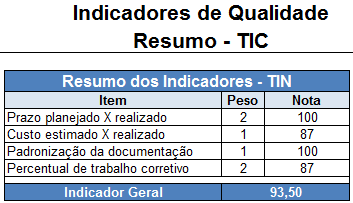 Indicadores de Qualidade
Resumo - TIC
Resumo dos Indicadores - TIN
Item Peso Nota
Prazo planejado X realizado 2 100
Custo estimado X realizado 1 87
Padronização da documentação 1 100
Percentual de trabalho corretivo 2 87
Indicador Geral 93,50